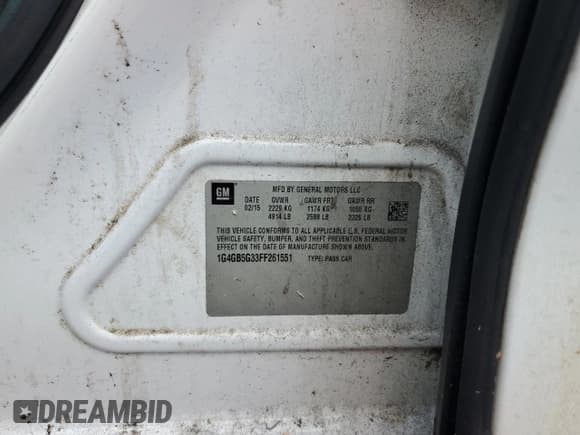 GM
MFD BY GENERAL MOTORS LLC
DATE GVWR GAWR FRT GAWR RR
02/15 2229 KG 1174 KG 1055 KG
4914 LB 2588 LB 2326 LB
THIS VEHICLE CONFORMS TO ALL APPLICABLE U.S. FEDERAL MOTOR
VEHICLE SAFETY, BUMPER, AND THEFT PREVENTION STANDARDS IN
EFFECT ON THE DATE OF MANUFACTURE SHOWN ABOVE.
1G4GB5G33FF261551 TYPE: PASS CAR
DREAMBID